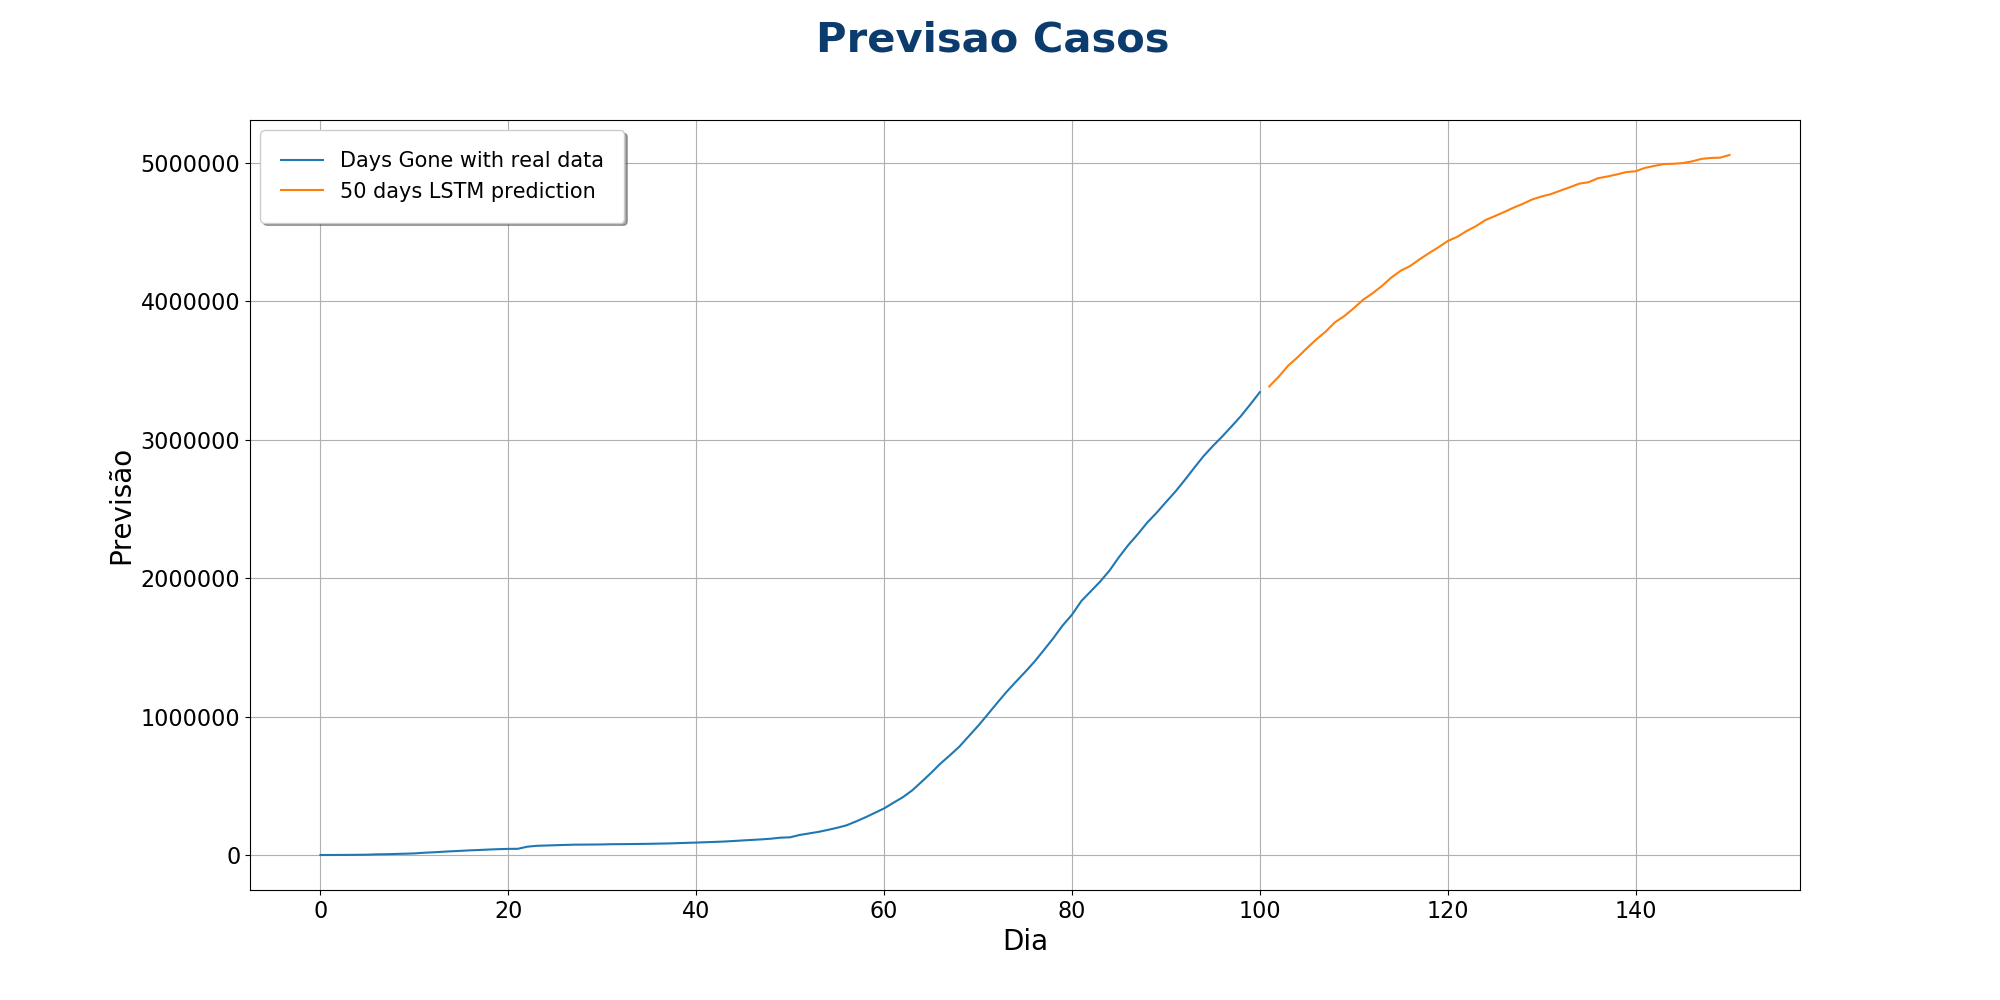 Previsao Casos
Days Gone with real data
50 days LSTM prediction
5000000
4000000
3000000
2000000
1000000
0
Previsão
0 20 40 60 80 100 120 140
Dia